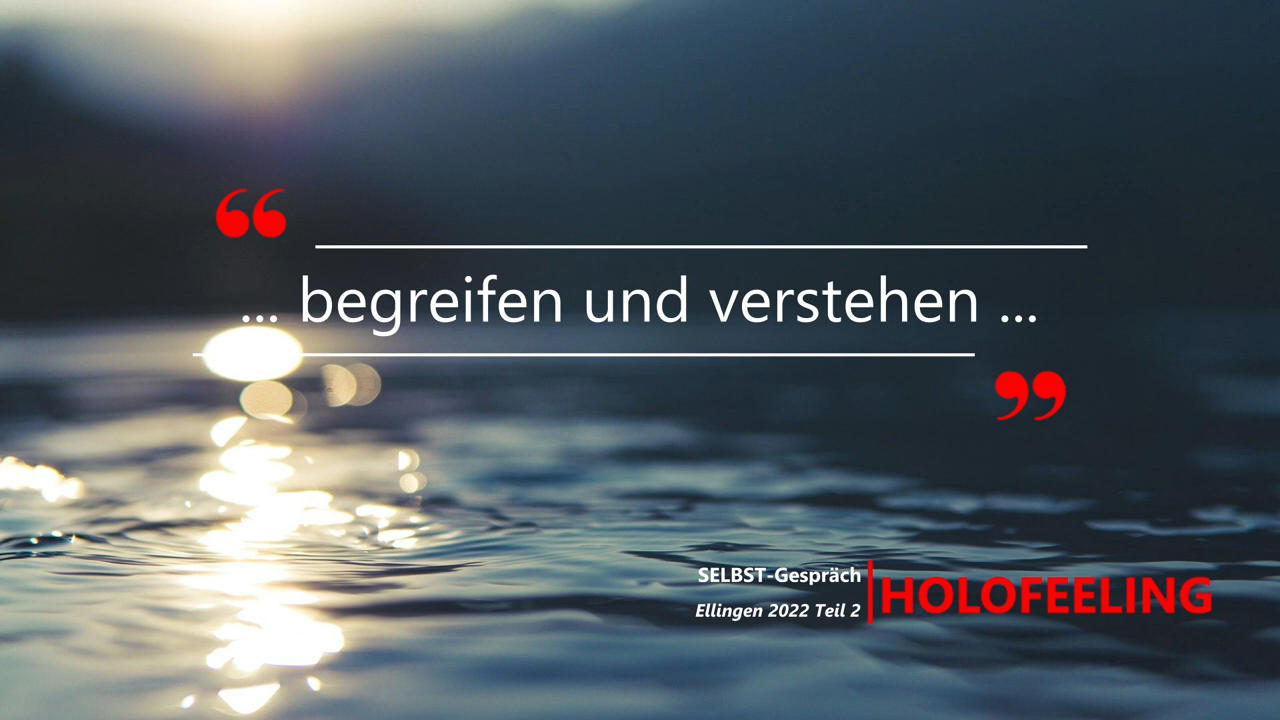 “
... begreifen und verstehen ...
”
SELBST-Gespräch
Ellingen 2022 Teil 2
HOLOFEELING